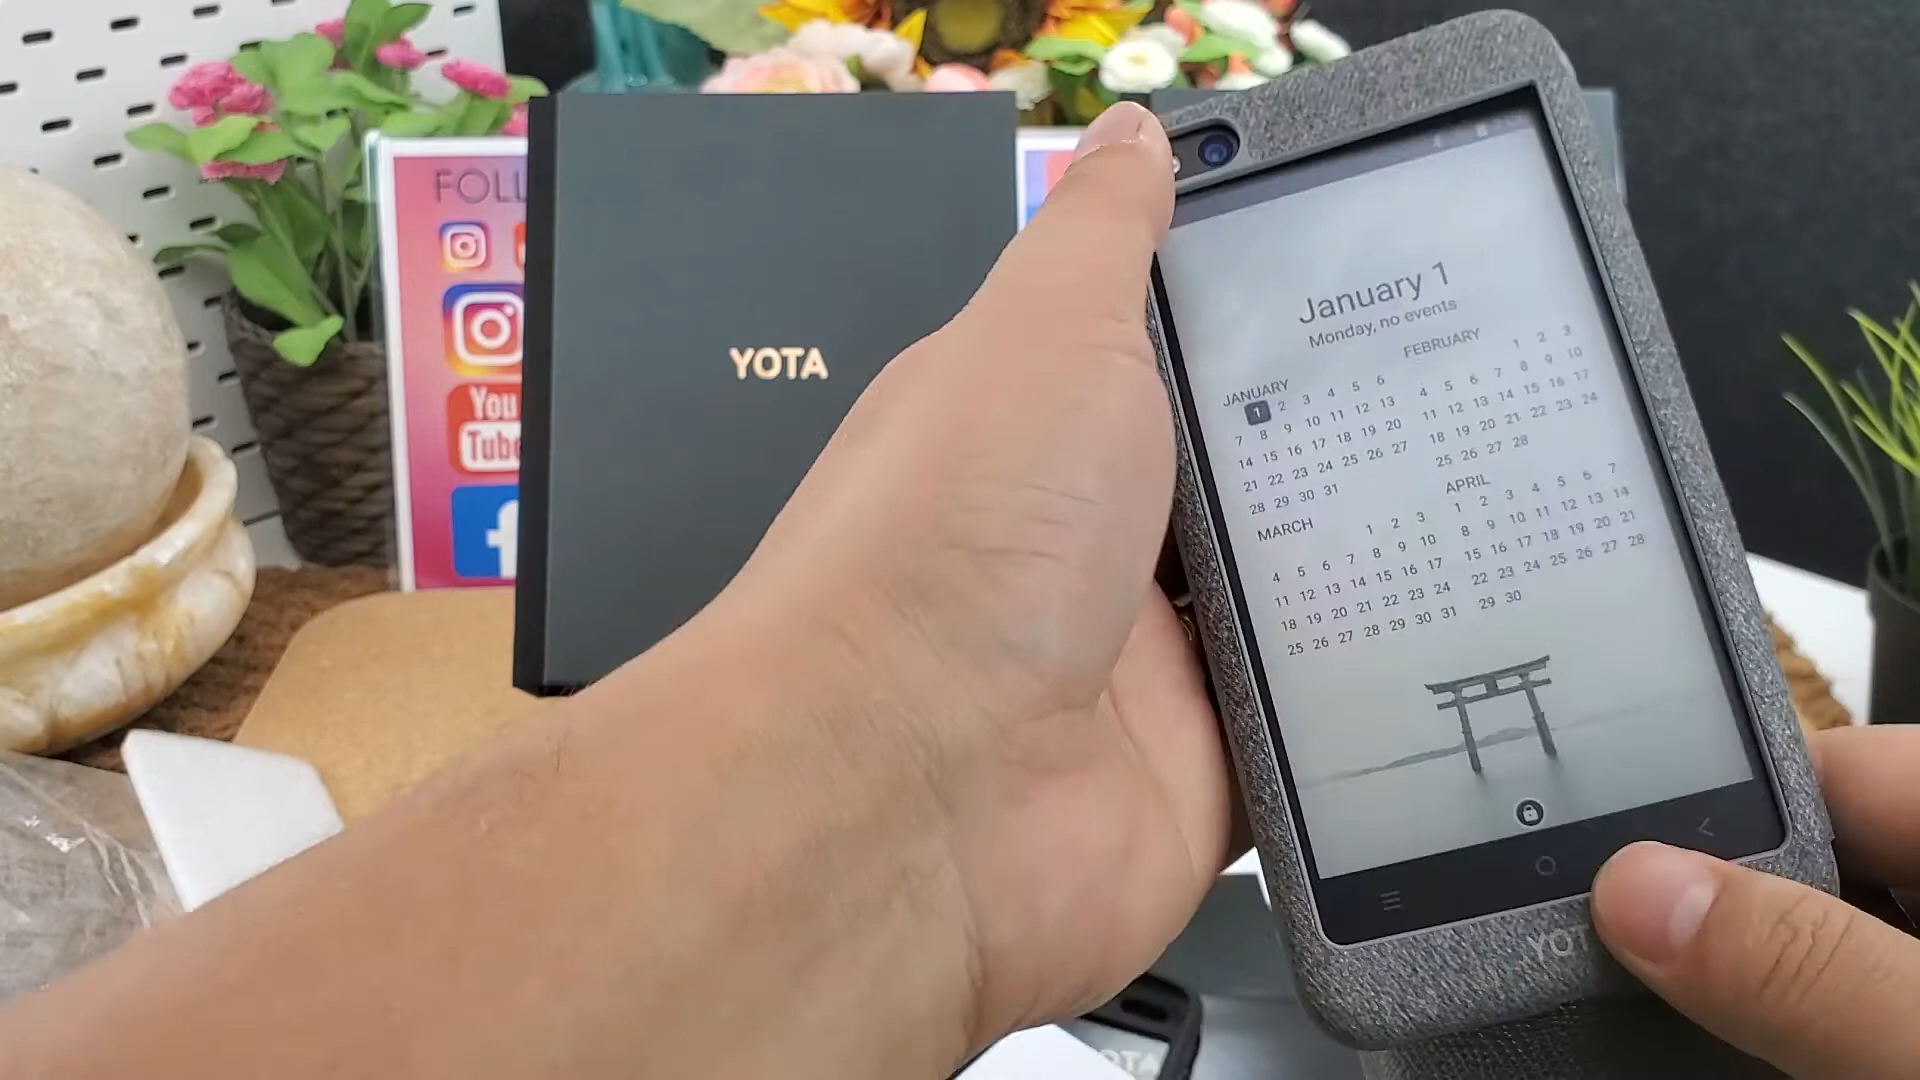 FOLL
You
Tube
YOTA
January 1
Monday, no events
JANUARY
1 2 3 4 5 6
7 8 9 10 11 12 13
14 15 16 17 18 19 20
21 22 23 24 25 26 27
28 29 30 31
FEBRUARY
1 2 3
4 5 6 7 8 9 10
11 12 13 14 15 16 17
18 19 20 21 22 23 24
25 26 27 28
MARCH
1 2 3
4 5 6 7 8 9 10
11 12 13 14 15 16 17
18 19 20 21 22 23 24
25 26 27 28 29 30 31
APRIL
1 2 3 4 5 6 7
8 9 10 11 12 13 14
15 16 17 18 19 20 21
22 23 24 25 26 27 28
29 30
YOT
OTA